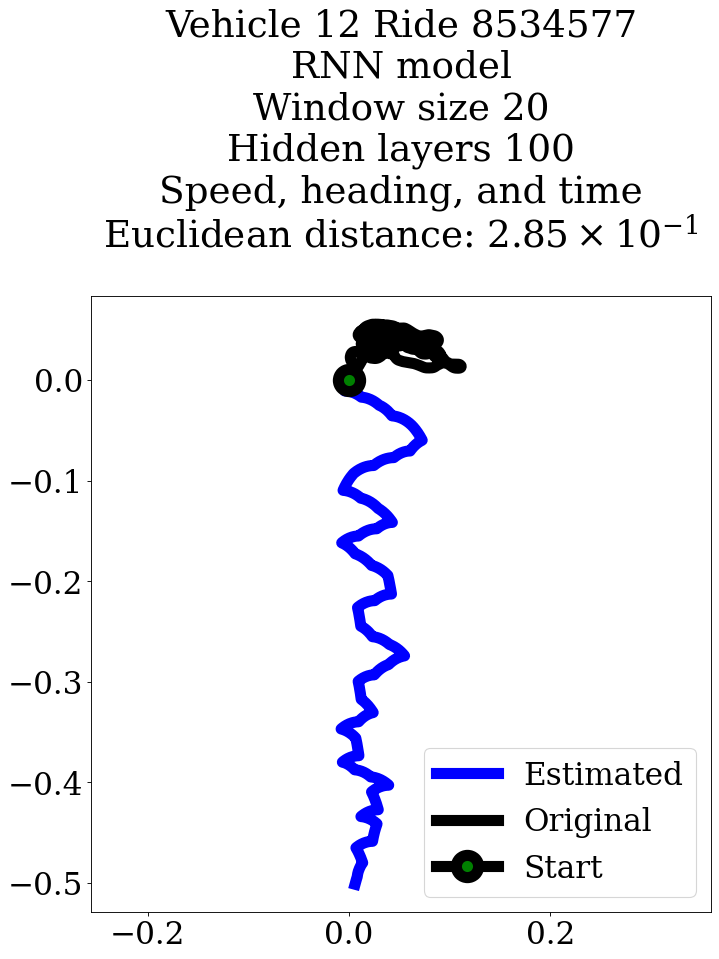 Vehicle 12 Ride 8534577
RNN model
Window size 20
Hidden layers 100
Speed, heading, and time
Euclidean distance: 2.85 × 10⁻¹
0.0
−0.1
−0.2
−0.3
−0.4
−0.5
Estimated
Original
Start
−0.2 0.0 0.2